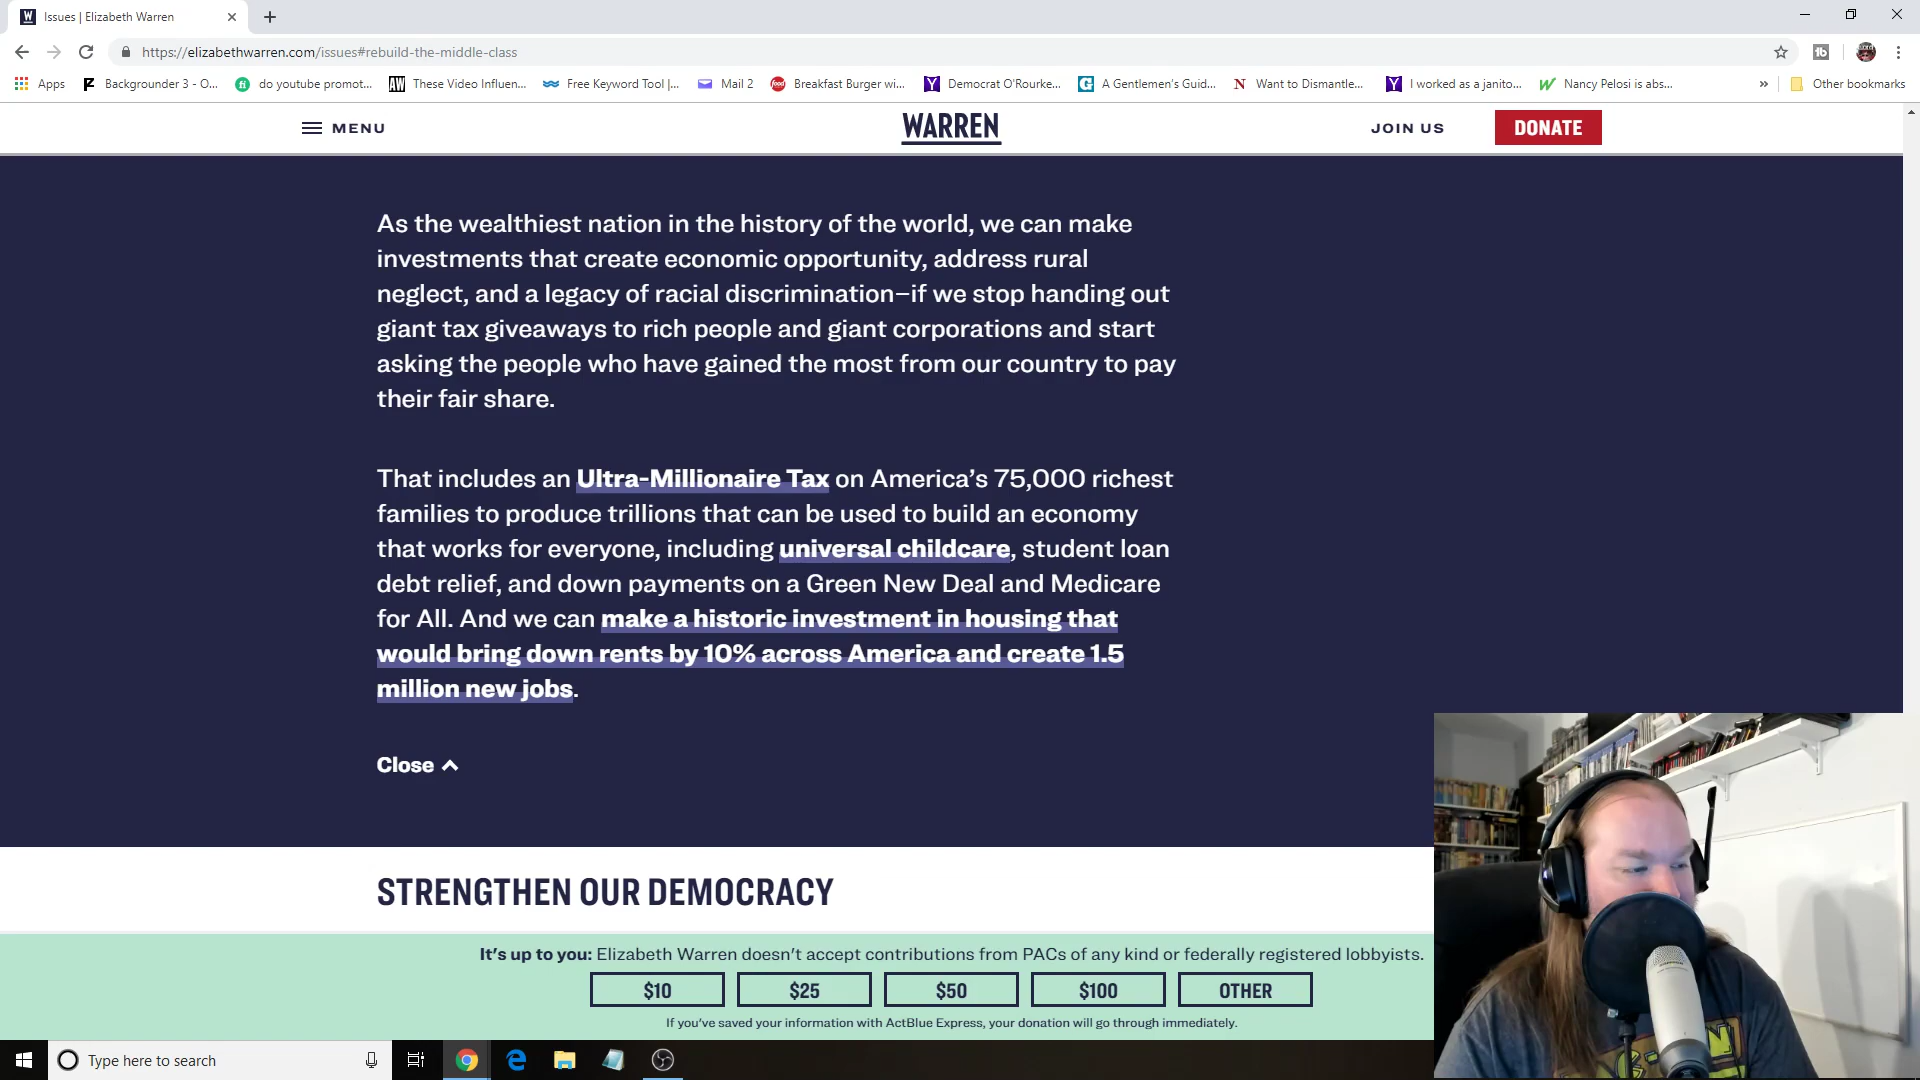 Issues | Elizabeth Warren
https://elizabethwarren.com/issues#rebuild-the-middle-class
Apps Backgrounder 3 - O... do youtube promot... These Video Influen... Free Keyword Tool |... Mail 2 Breakfast Burger wi... Democrat O'Rourke... A Gentlemen's Guid... Want to Dismantle... I worked as a janito... Nancy Pelosi is abs... » Other bookmarks
MENU WARREN JOIN US DONATE
As the wealthiest nation in the history of the world, we can make
investments that create economic opportunity, address rural
neglect, and a legacy of racial discrimination–if we stop handing out
giant tax giveaways to rich people and giant corporations and start
asking the people who have gained the most from our country to pay
their fair share.
That includes an Ultra-Millionaire Tax on America's 75,000 richest
families to produce trillions that can be used to build an economy
that works for everyone, including universal childcare, student loan
debt relief, and down payments on a Green New Deal and Medicare
for All. And we can make a historic investment in housing that
would bring down rents by 10% across America and create 1.5
million new jobs.
Close
STRENGTHEN OUR DEMOCRACY
It's up to you: Elizabeth Warren doesn't accept contributions from PACs of any kind or federally registered lobbyists.
$10 $25 $50 $100 OTHER
If you've saved your information with ActBlue Express, your donation will go through immediately.
Type here to search